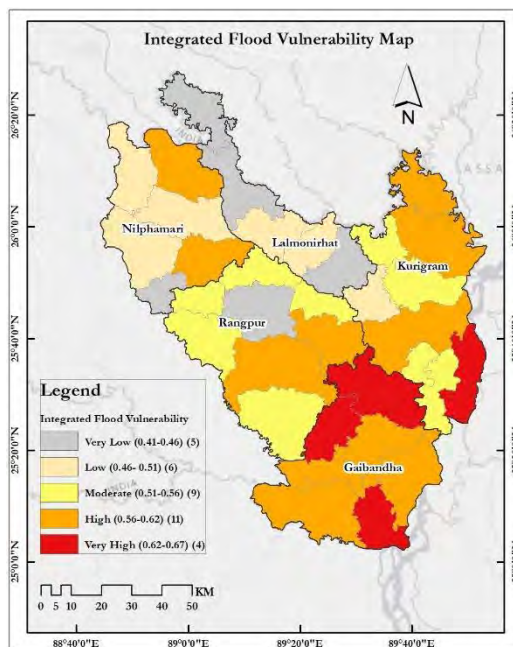 Integrated Flood Vulnerability Map
N
INDIA
ASSA
Nilphamari
Lalmonirhat
Kurigram
Rangpur
Gaibandha
INDIA
Legend
Integrated Flood Vulnerability
Very Low (0.41-0.46) (5)
Low (0.46- 0.51) (6)
Moderate (0.51-0.56) (9)
High (0.56-0.62) (11)
Very High (0.62-0.67) (4)
KM
0 5 10 20 30 40 50
26°20'0"N
26°0'0"N
25°40'0"N
25°20'0"N
25°0'0"N
88°40'0"E 89°0'0"E 89°20'0"E 89°40'0"E